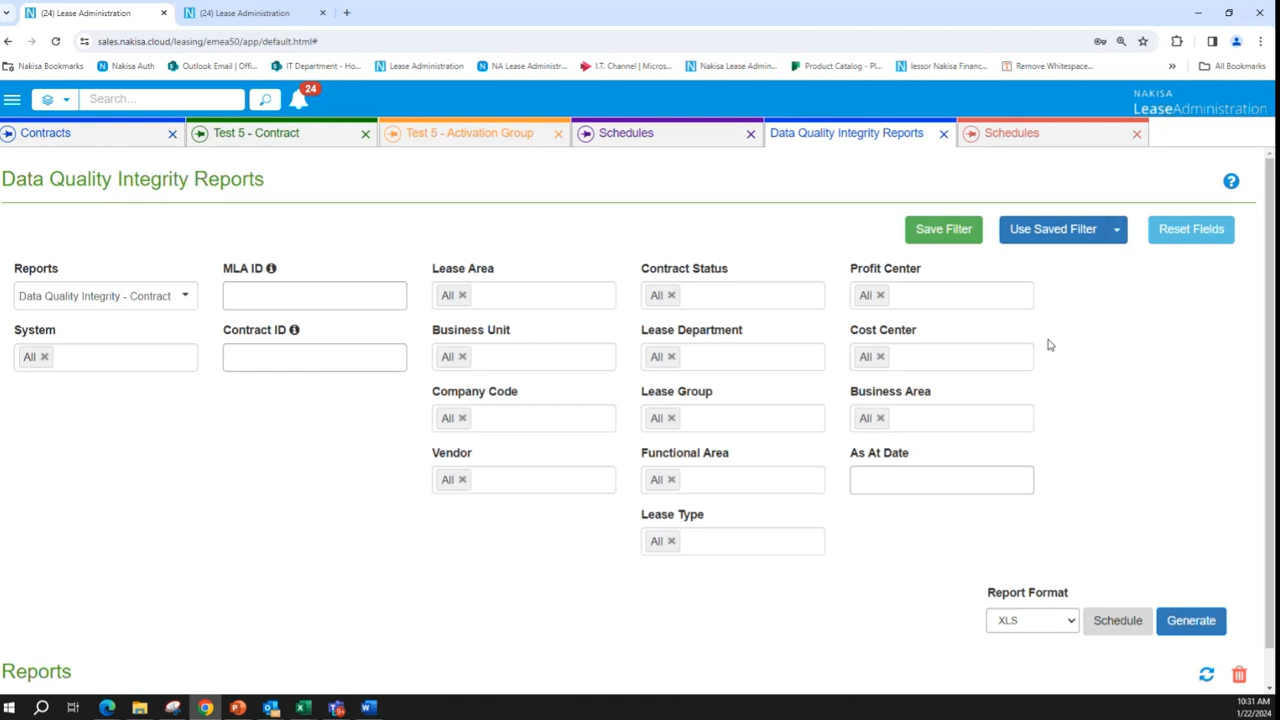 (24) Lease Administration
(24) Lease Administration
sales.nakisa.cloud/leasing/emea50/app/default.html#
Nakisa Bookmarks
Nakisa Auth
Outlook Email | Offi...
IT Department - Ho...
Lease Administration
NA Lease Administr...
I.T. Channel | Micros...
Nakisa Lease Admin...
Product Catalog - Pl...
lessor Nakisa Financ...
Remove Whitespace...
»
All Bookmarks
Search...
24
NAKISA
LeaseAdministration
Contracts
Test 5 - Contract
Test 5 - Activation Group
Schedules
Data Quality Integrity Reports
Schedules
Data Quality Integrity Reports
Save Filter
Use Saved Filter
Reset Fields
Reports
MLA ID
Lease Area
Contract Status
Profit Center
Data Quality Integrity - Contract
All
All
All
System
Contract ID
Business Unit
Lease Department
Cost Center
All
All
All
All
Company Code
Lease Group
Business Area
All
All
All
Vendor
Functional Area
As At Date
All
All
Lease Type
All
Report Format
XLS
Schedule
Generate
Reports
10:31 AM
1/22/2024